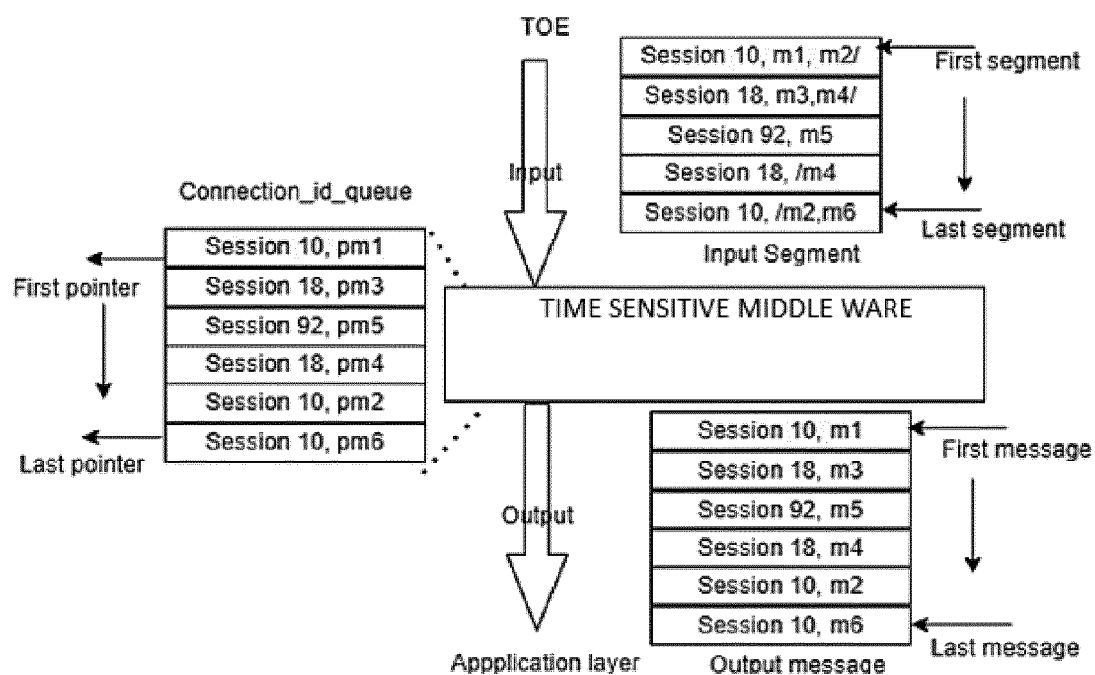 TOE
Session 10, m1, m2/
Session 18, m3,m4/
Session 92, m5
Session 18, /m4
Session 10, /m2,m6
Input Segment
First segment
Last segment
Input
Connection_id_queue
Session 10, pm1
Session 18, pm3
Session 92, pm5
Session 18, pm4
Session 10, pm2
Session 10, pm6
First pointer
Last pointer
TIME SENSITIVE MIDDLE WARE
Session 10, m1
Session 18, m3
Session 92, m5
Session 18, m4
Session 10, m2
Session 10, m6
First message
Last message
Output
Appplication layer
Output message